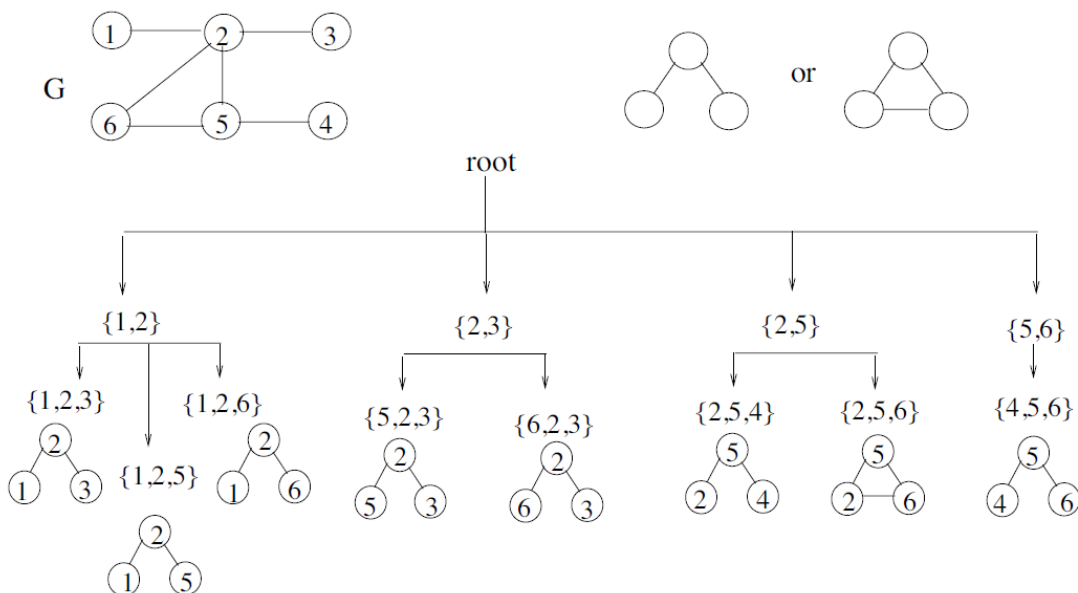 1 2 3
G
or
6 5 4
root
{1,2} {2,3} {2,5} {5,6}
{1,2,3} {1,2,6} {5,2,3} {6,2,3} {2,5,4} {2,5,6} {4,5,6}
2 2 2 2 5 5 5
{1,2,5}
1 3 1 6 5 3 6 3 2 4 2 6 4 6
2
1 5